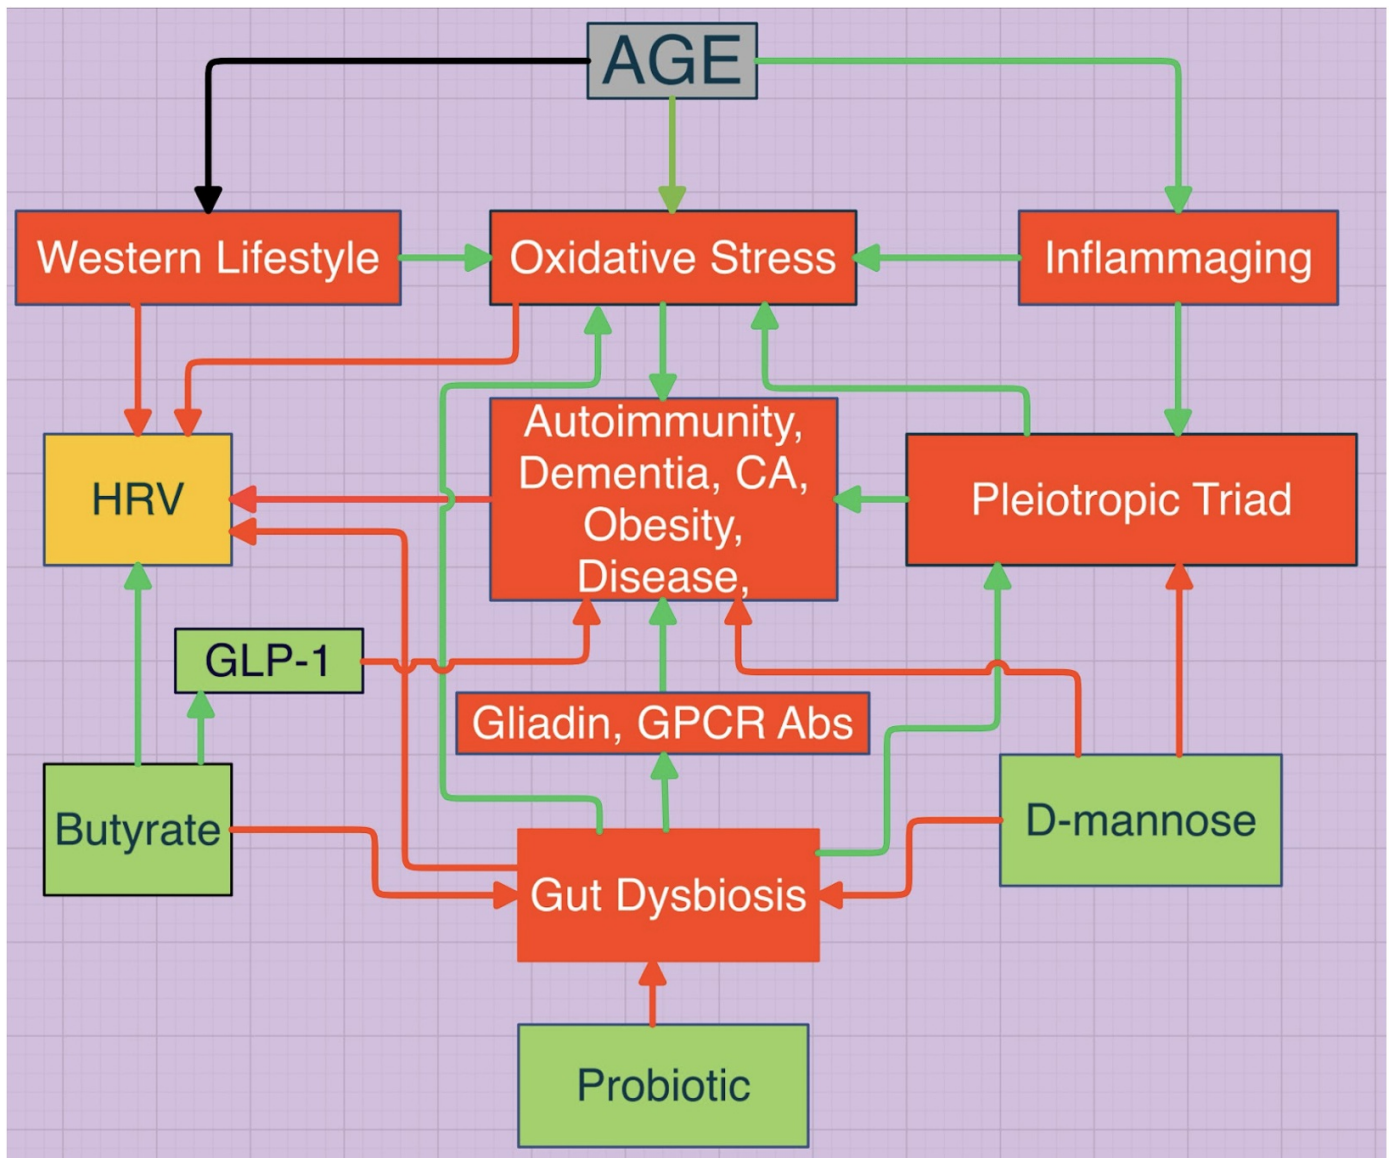 AGE
Western Lifestyle
Oxidative Stress
Inflammaging
HRV
Autoimmunity,
Dementia, CA,
Obesity,
Disease,
Pleiotropic Triad
GLP-1
Gliadin, GPCR Abs
Butyrate
D-mannose
Gut Dysbiosis
Probiotic